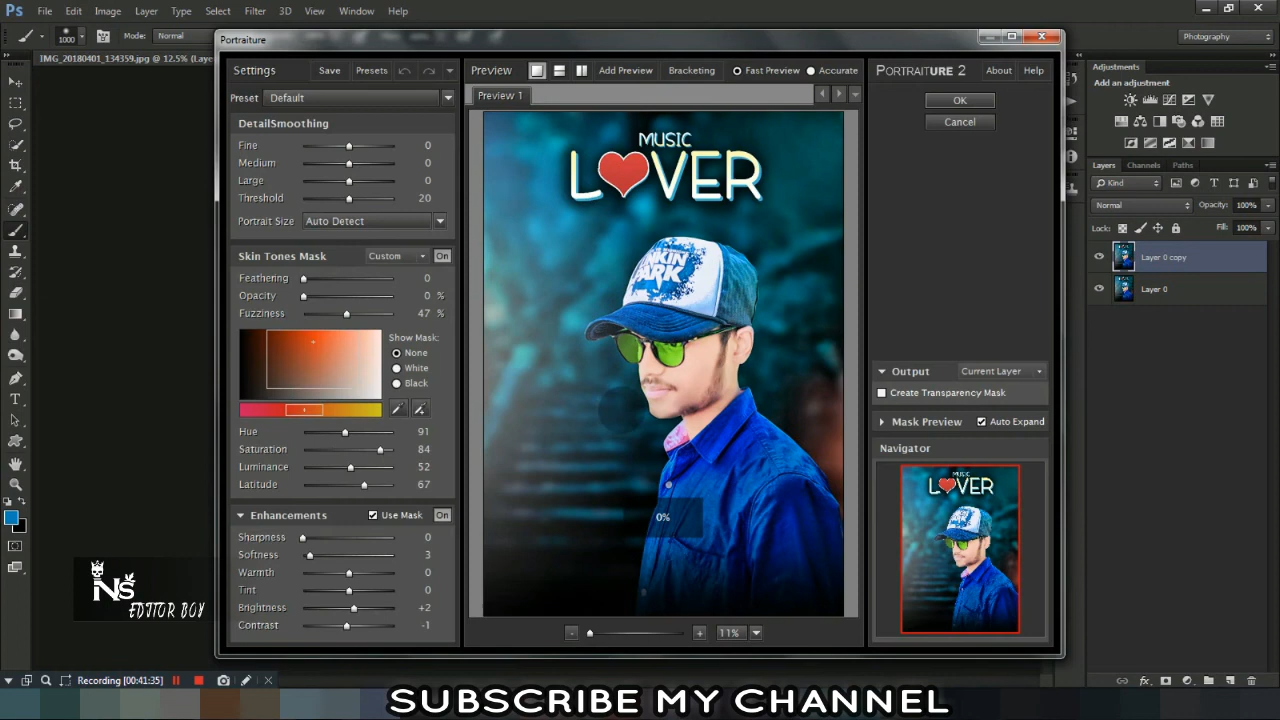 Ps File Edit Image Layer Type Select Filter 3D View Window Help
1000 Mode: Normal
Photography
IMG_20180401_134359.jpg @ 12.5% (Laye
Portraiture
Settings Save Presets
Preset Default
DetailSmoothing
Fine 0
Medium 0
Large 0
Threshold 20
Portrait Size Auto Detect
Skin Tones Mask Custom On
Feathering 0
Opacity 0 %
Fuzziness 47 %
Show Mask:
None
White
Black
Hue 91
Saturation 84
Luminance 52
Latitude 67
Enhancements Use Mask On
Sharpness 0
Softness 3
Warmth 0
Tint 0
Brightness +2
Contrast -1
Preview Add Preview Bracketing Fast Preview Accurate
Preview 1
MUSIC
LOVER
LINKIN
PARK
0%
- + 11%
PORTRAITURE 2 About Help
OK
Cancel
Output Current Layer
Create Transparency Mask
Mask Preview Auto Expand
Navigator
MUSIC
LOVER
Adjustments
Add an adjustment
Layers Channels Paths
Kind
Normal Opacity: 100%
Lock: Fill: 100%
Layer 0 copy
Layer 0
Ns
EDITOR BOY
Recording [00:41:35]
SUBSCRIBE MY CHANNEL